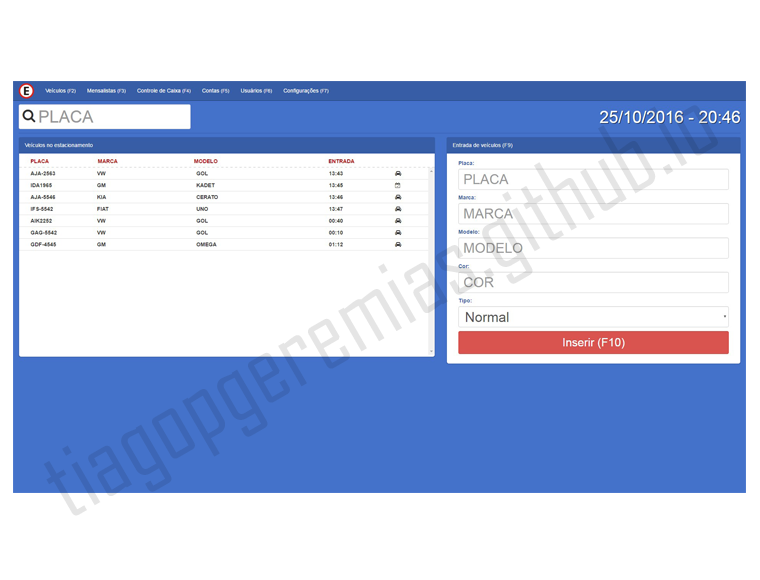 E
Veículos (F2) Mensalistas (F3) Controle de Caixa (F4) Contas (F5) Usuários (F6) Configurações (F7)
PLACA
25/10/2016 - 20:46
Veículos no estacionamento
PLACA MARCA MODELO ENTRADA
AJA-2563 VW GOL 13:43
IDA1965 GM KADET 13:45
AJA-5546 KIA CERATO 13:46
IFS-5542 FIAT UNO 13:47
AIK2252 VW GOL 00:40
GAG-5542 VW GOL 00:10
GDF-4545 GM OMEGA 01:12
Entrada de veículos (F9)
Placa:
PLACA
Marca:
MARCA
Modelo:
MODELO
Cor:
COR
Tipo:
Normal
Inserir (F10)
tiagopgeremias.github.io